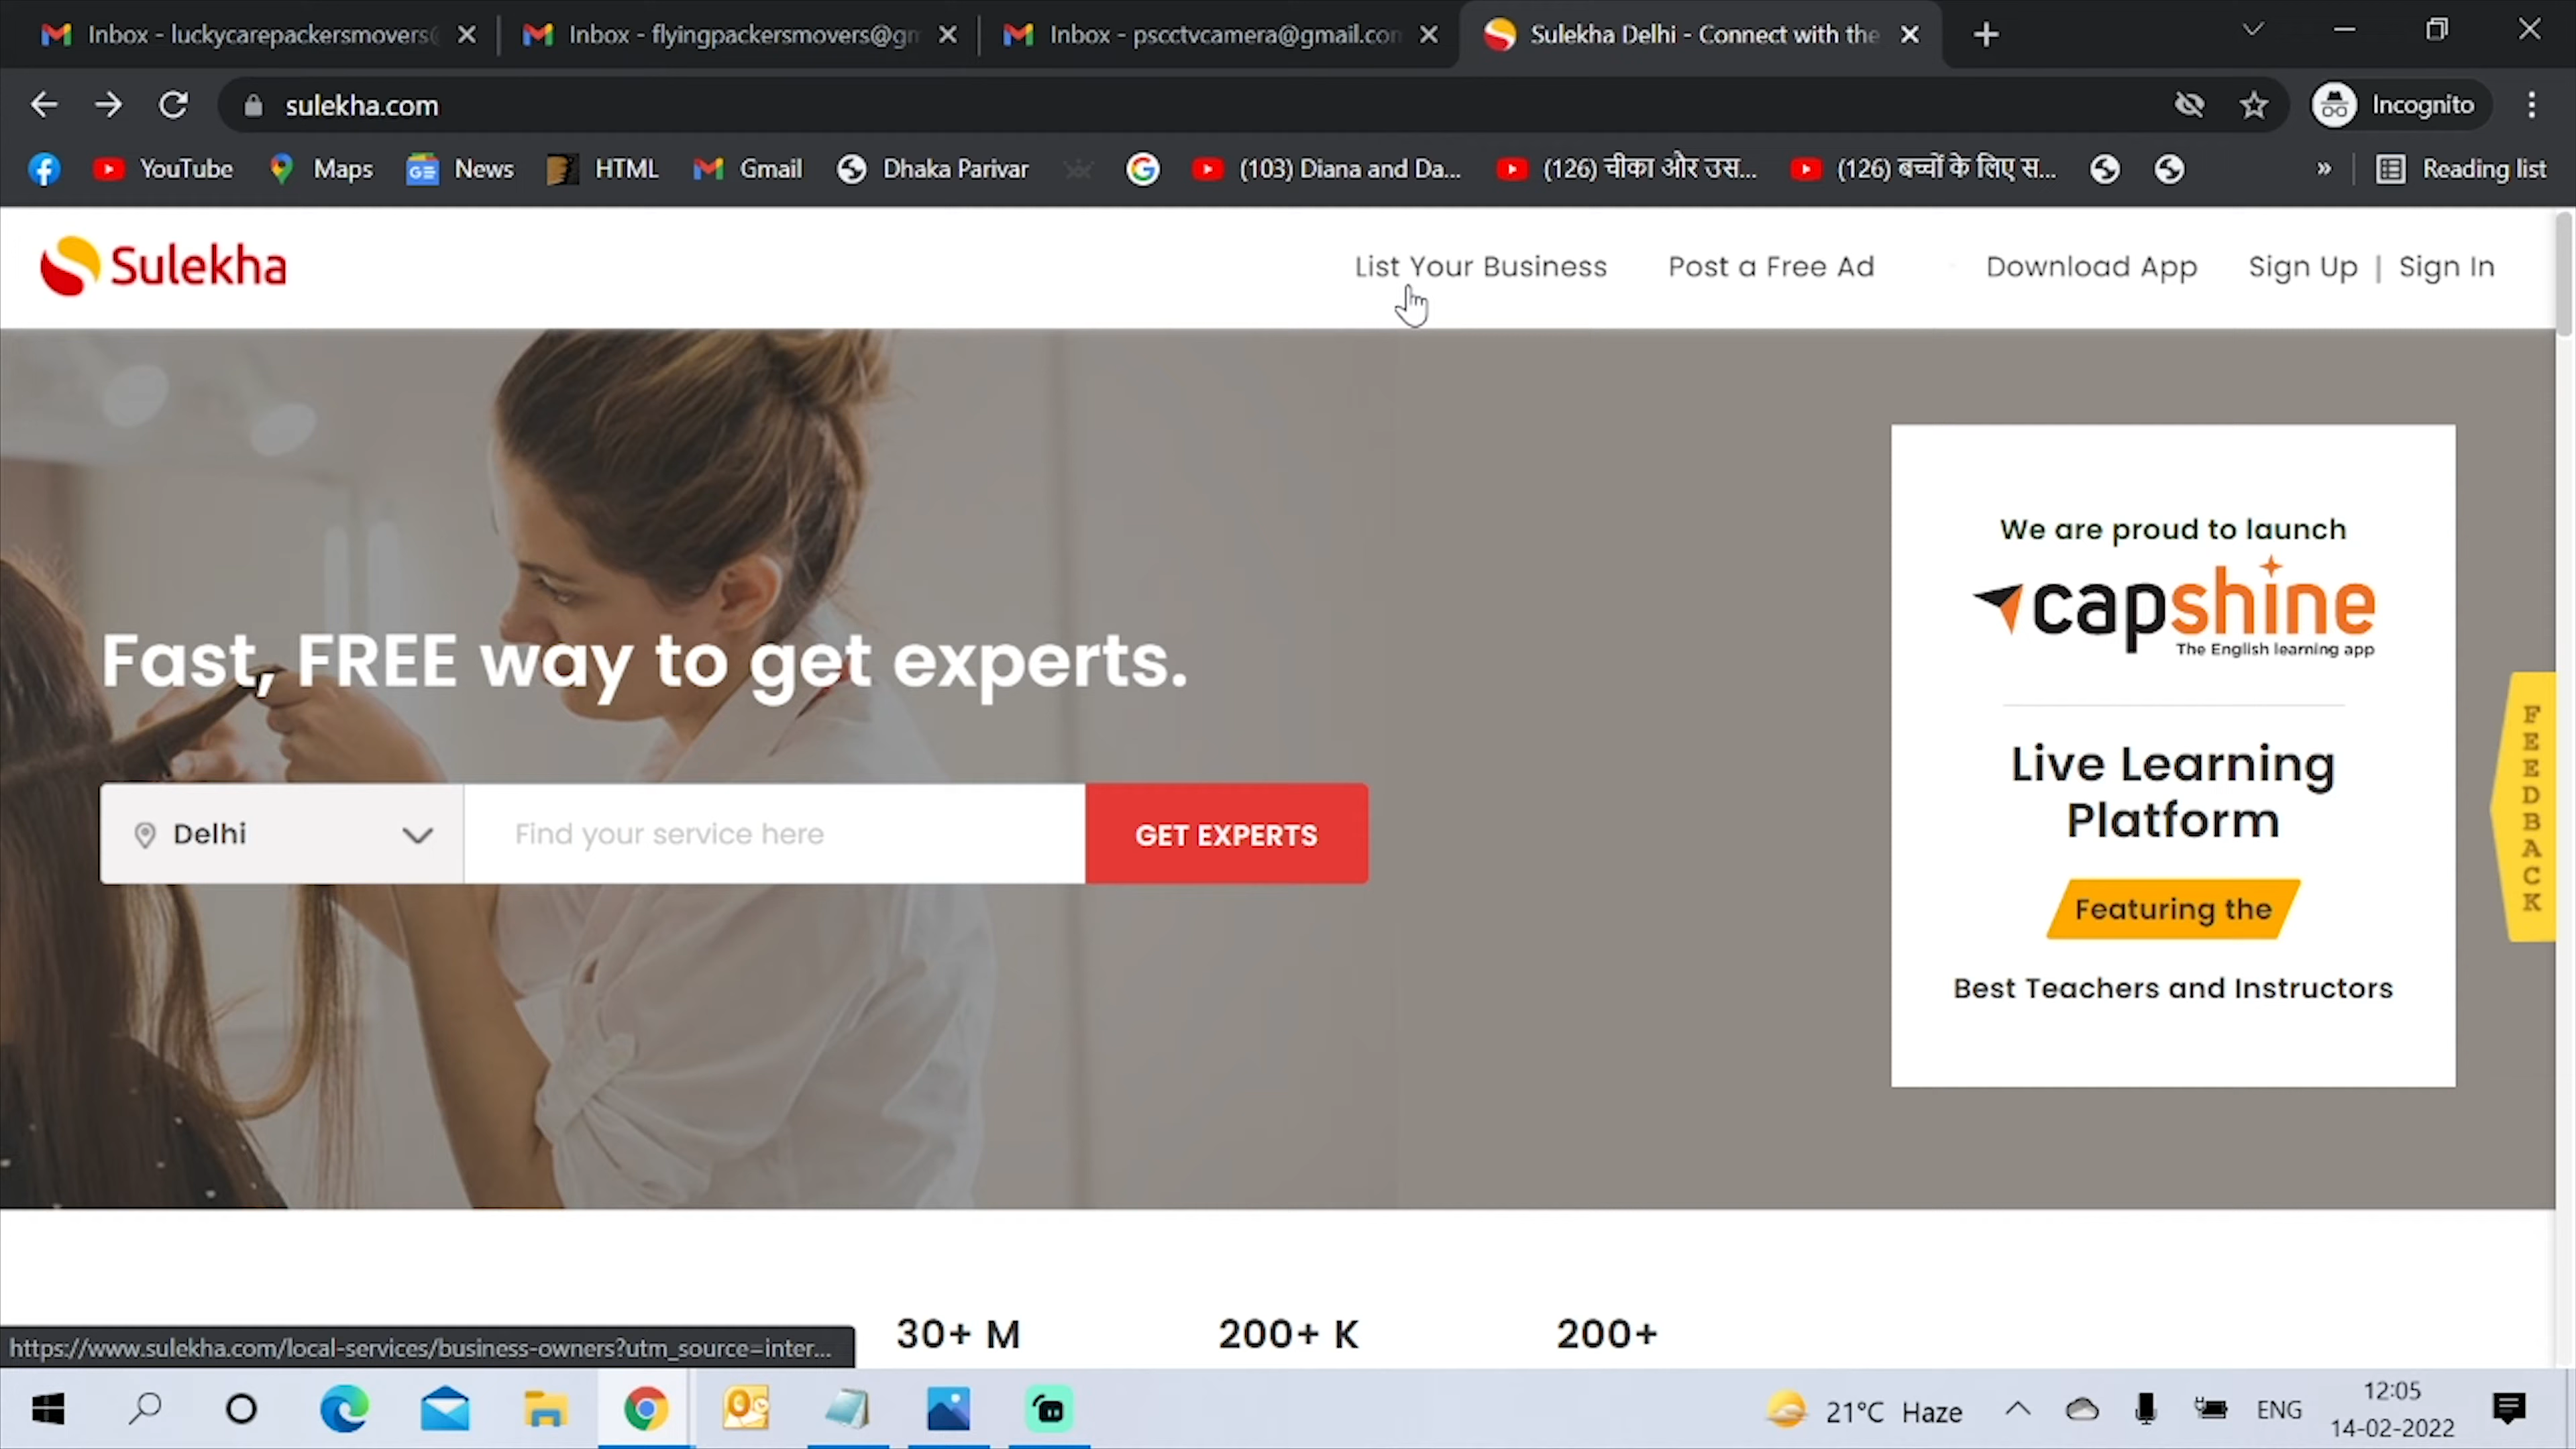 Inbox - luckycarepackersmovers@
Inbox - flyingpackersmovers@gm
Inbox - pscctvcamera@gmail.com
Sulekha Delhi - Connect with the
sulekha.com
Incognito
YouTube
Maps
News
HTML
Gmail
Dhaka Parivar
(103) Diana and Da...
(126) चीका और उस...
(126) बच्चों के लिए स...
»
Reading list
Sulekha
List Your Business
Post a Free Ad
Download App
Sign Up | Sign In
We are proud to launch
capshine
The English learning app
Fast, FREE way to get experts.
Delhi
Find your service here
GET EXPERTS
Live Learning
Platform
Featuring the
Best Teachers and Instructors
FEEDBACK
30+ M
200+ K
200+
https://www.sulekha.com/local-services/business-owners?utm_source=inter...
21°C Haze
ENG
12:05
14-02-2022